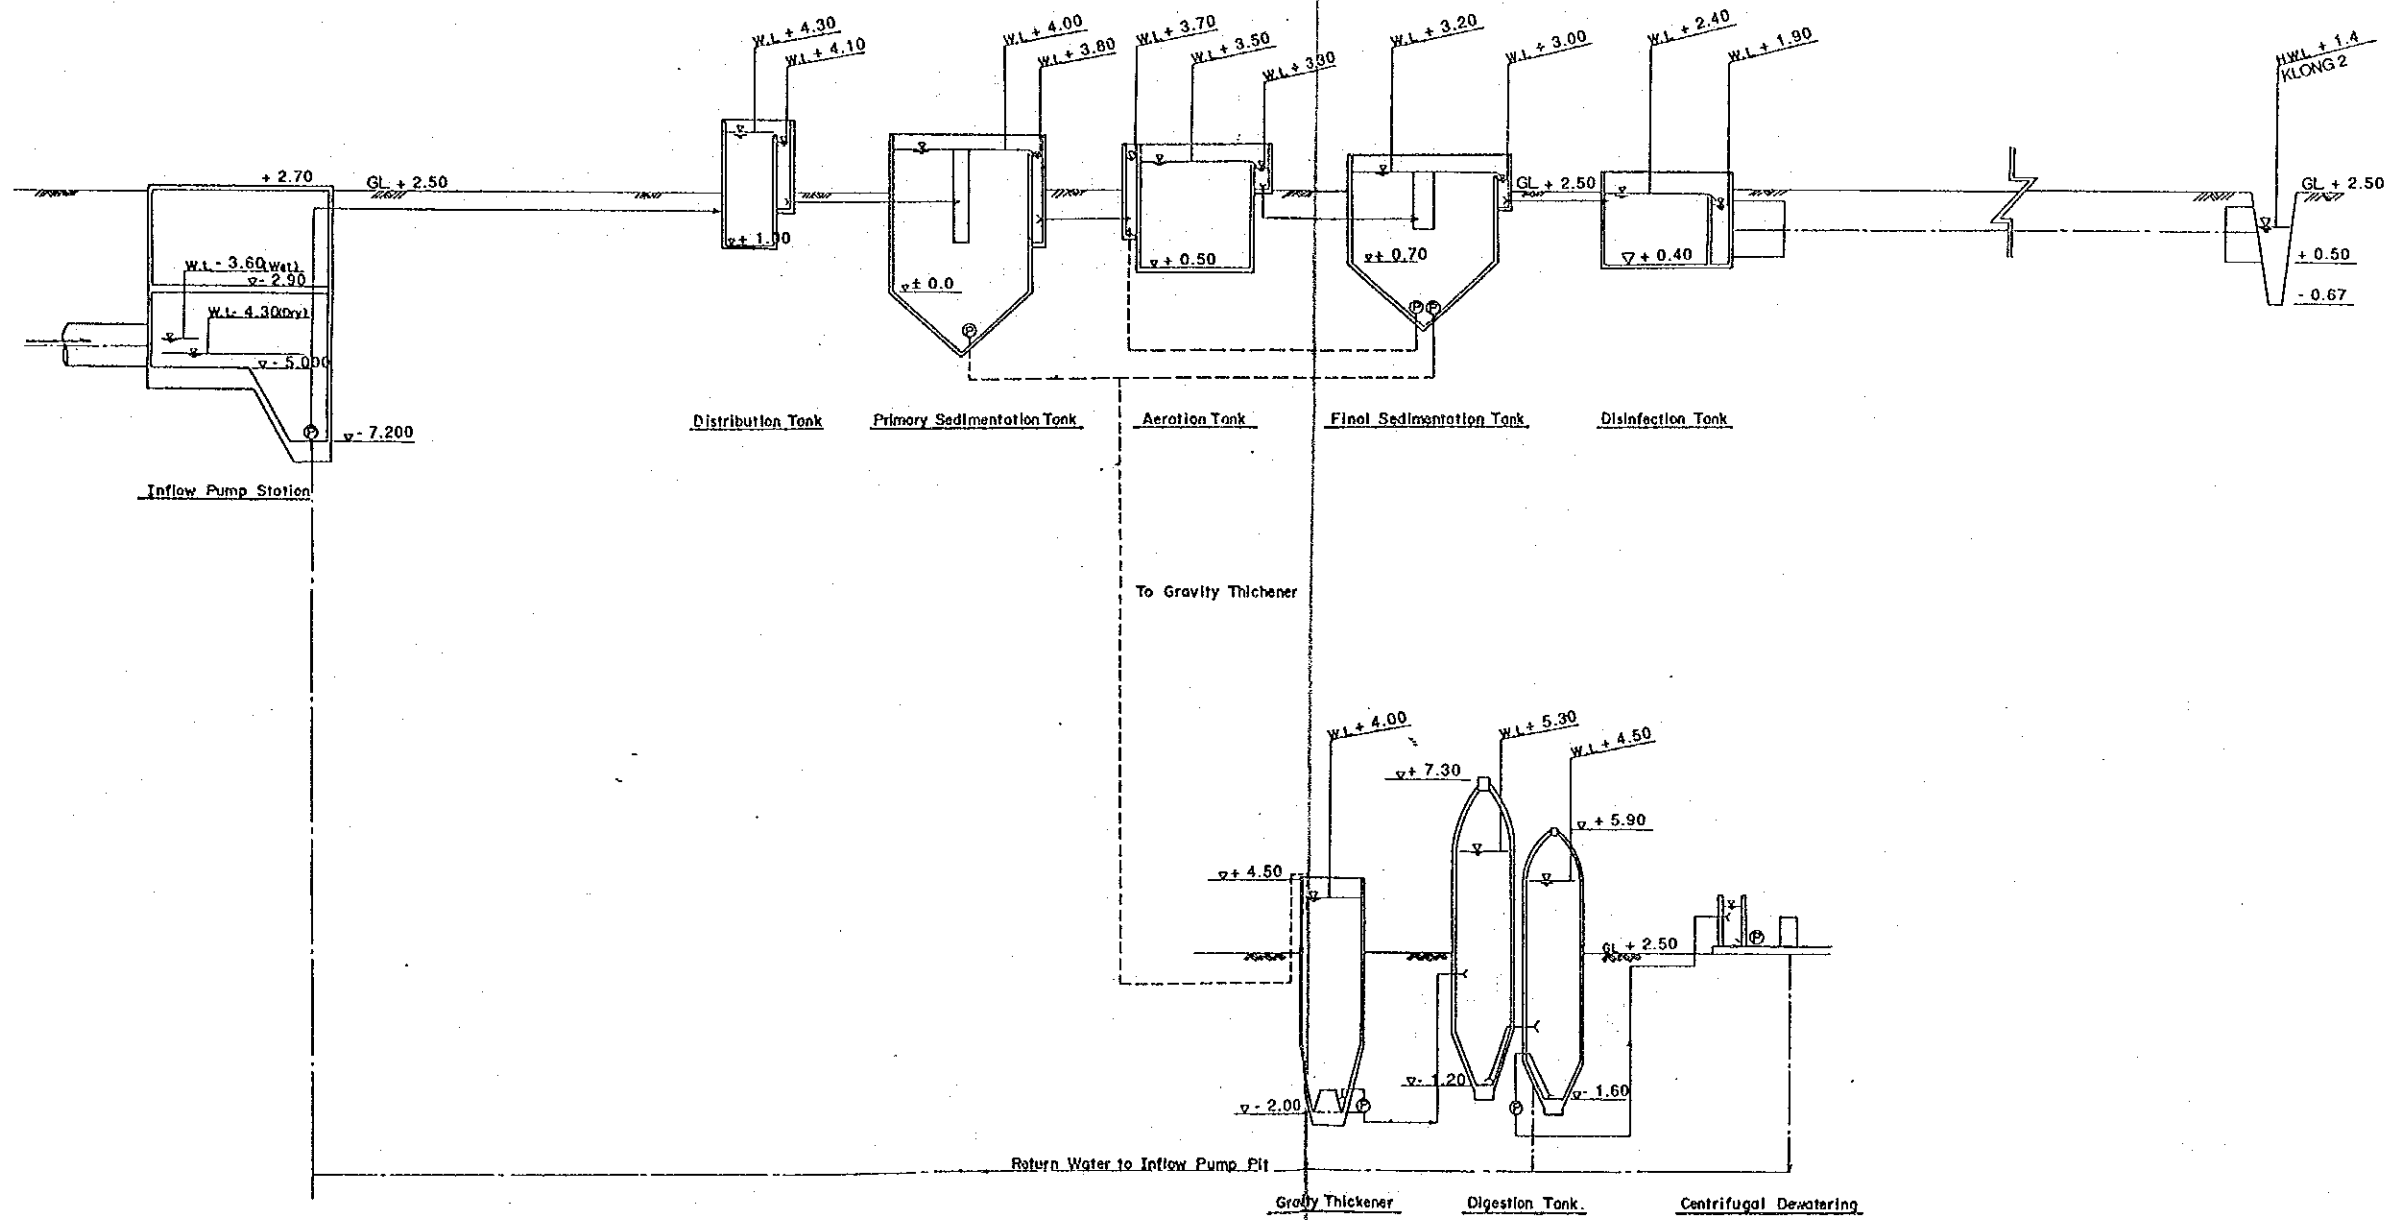 W.L + 4.30
W.L + 4.10
W.L + 4.00
W.L + 3.80
W.L + 3.70
W.L + 3.50
W.L + 3.30
W.L + 3.20
W.L + 3.00
W.L + 2.40
W.L + 1.90
H.W.L + 1.4
KLONG 2
+ 2.70
GL + 2.50
GL + 2.50
GL + 2.50
+ 1.00
W.L - 3.60(Wet)
- 2.90
W.L - 4.30(Dry)
- 5.000
- 7.200
± 0.0
+ 0.50
+ 0.70
+ 0.40
+ 0.50
- 0.67
Distribution Tank
Primary Sedimentation Tank
Aeration Tank
Final Sedimentation Tank
Disinfection Tank
P
P
P
P
Inflow Pump Station
To Gravity Thichener
W.L + 4.00
W.L + 5.30
W.L + 4.50
+ 7.30
+ 5.90
+ 4.50
GL + 2.50
P
- 1.20
- 1.60
- 2.00
P
P
Return Water to Inflow Pump Pit
Gravity Thickener
Digestion Tank.
Centrifugal Dewatering